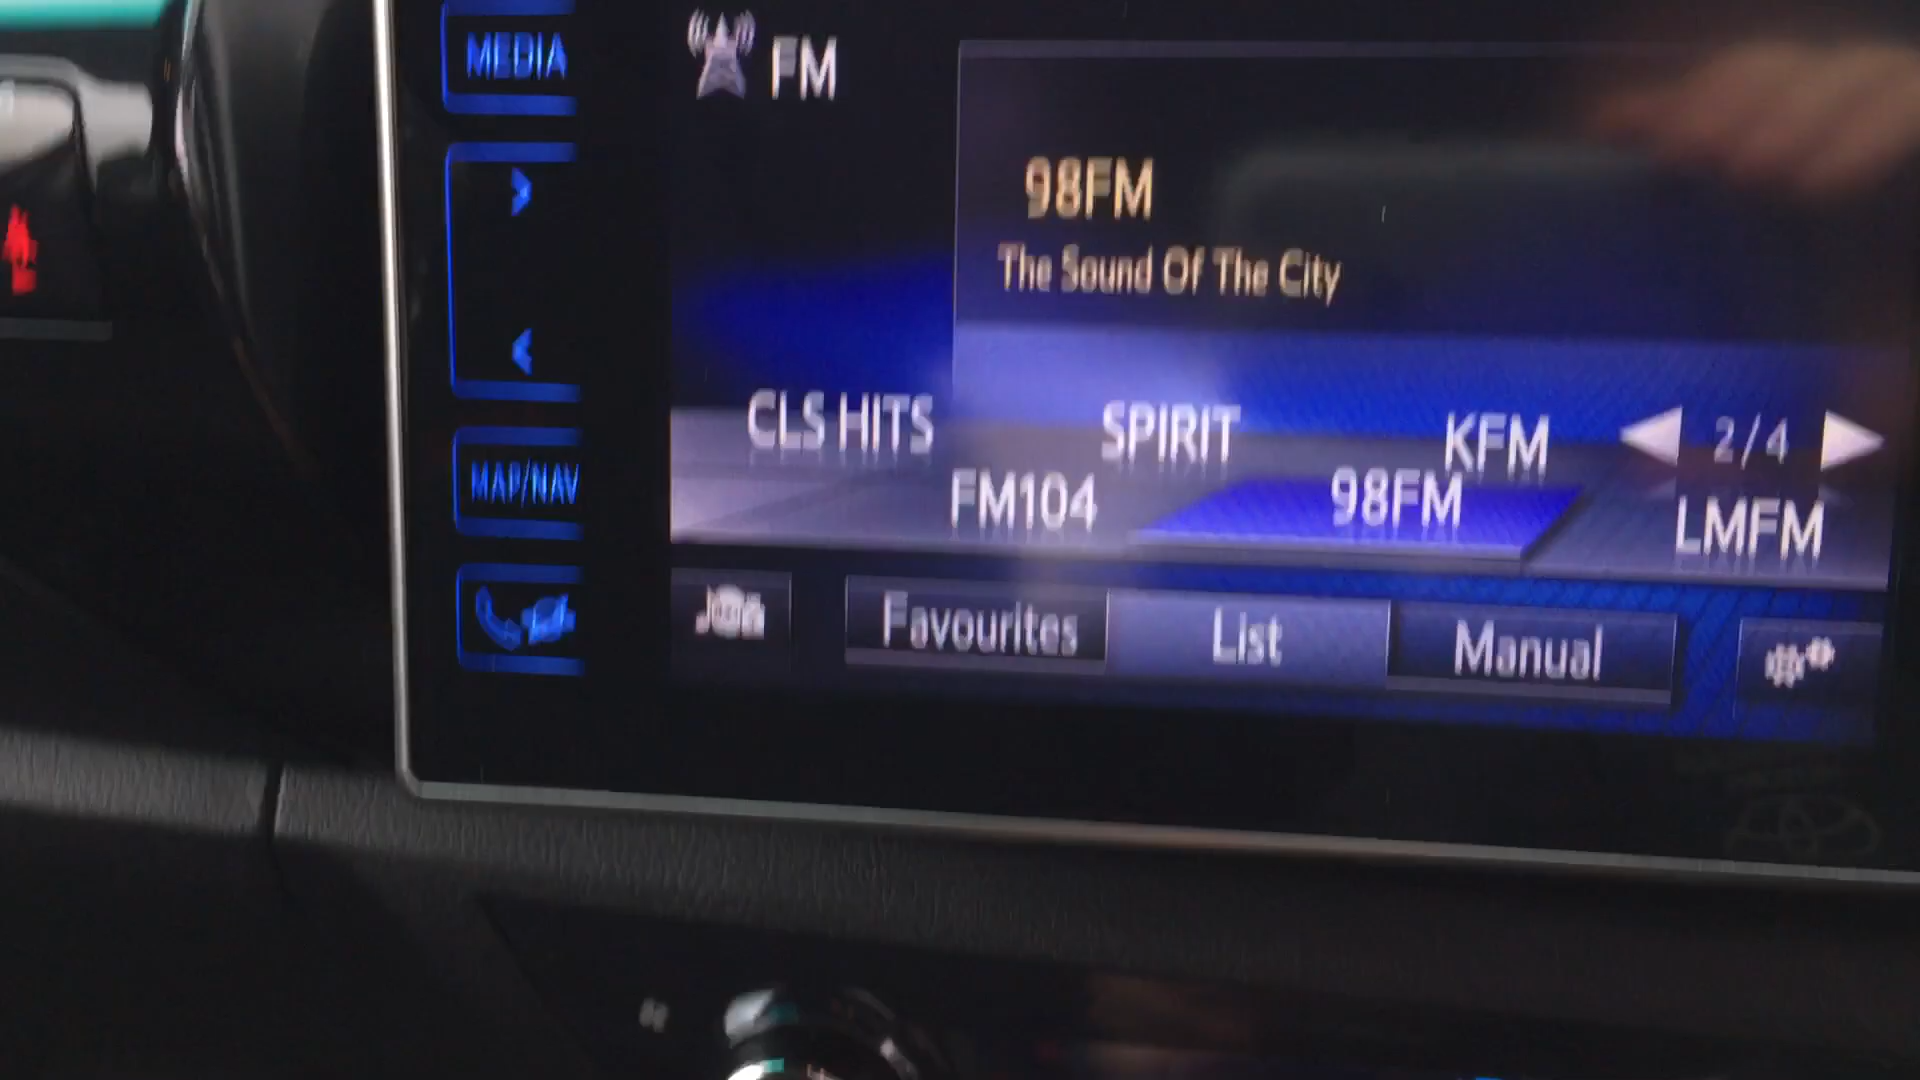 MEDIA
FM
98FM
The Sound Of The City
CLS HITS
SPIRIT
KFM
2/4
MAP/NAV
FM104
98FM
LMFM
Favourites
List
Manual